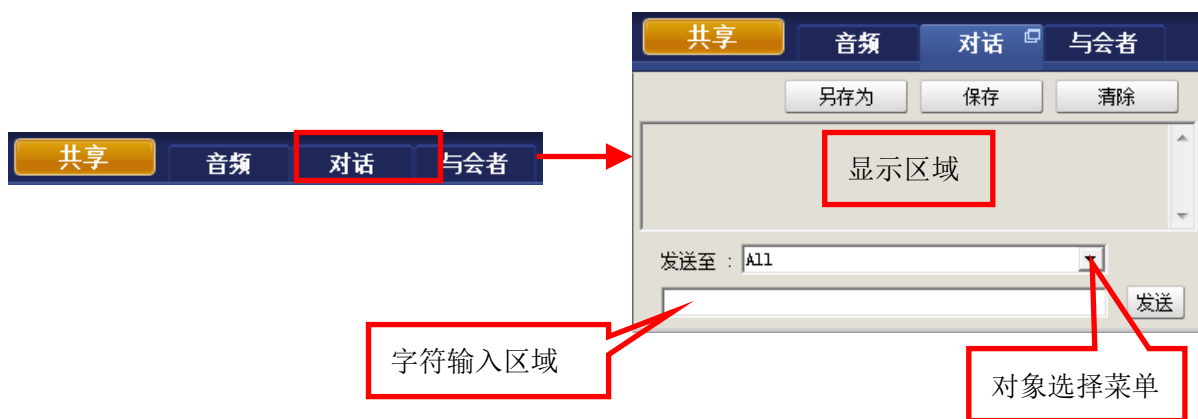 共享 音频 对话 与会者
共享 音频 对话 与会者
另存为 保存 清除
显示区域
发送至 : All
发送
字符输入区域
对象选择菜单